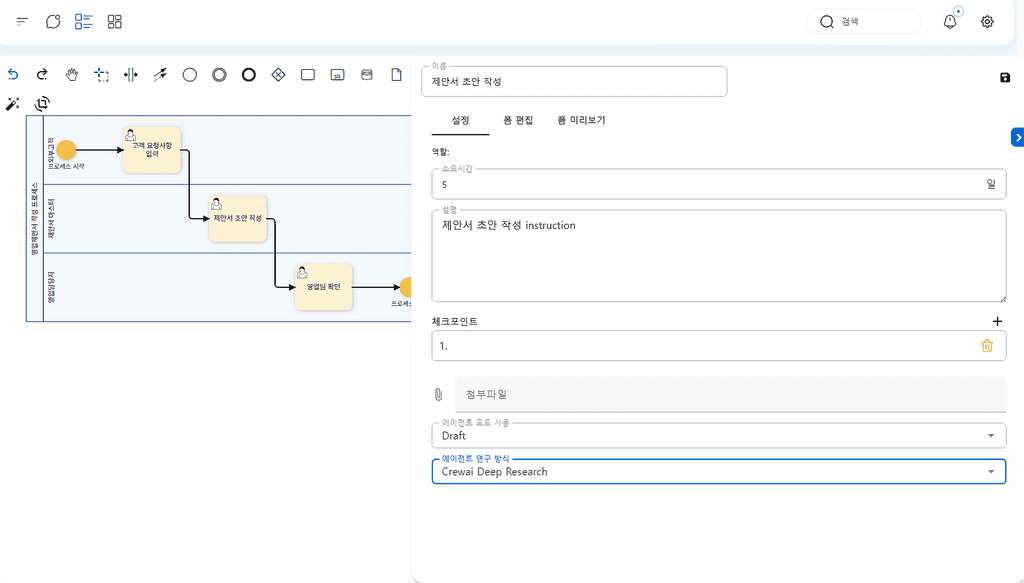 검색
이름
제안서 초안 작성
설정
폼 편집
폼 미리보기
역할:
소요시간
5
일
설명
제안서 초안 작성 instruction
체크포인트
1.
첨부파일
에이전트 모드 사용
Draft
에이전트 연구 방식
Crewai Deep Research
영업제안서 작성 프로세스
외부고객
프로세스 시작
고객 요청사항
입력
제안서 마스터
제안서 초안 작성
영업담당자
영업팀 확인
프로세스